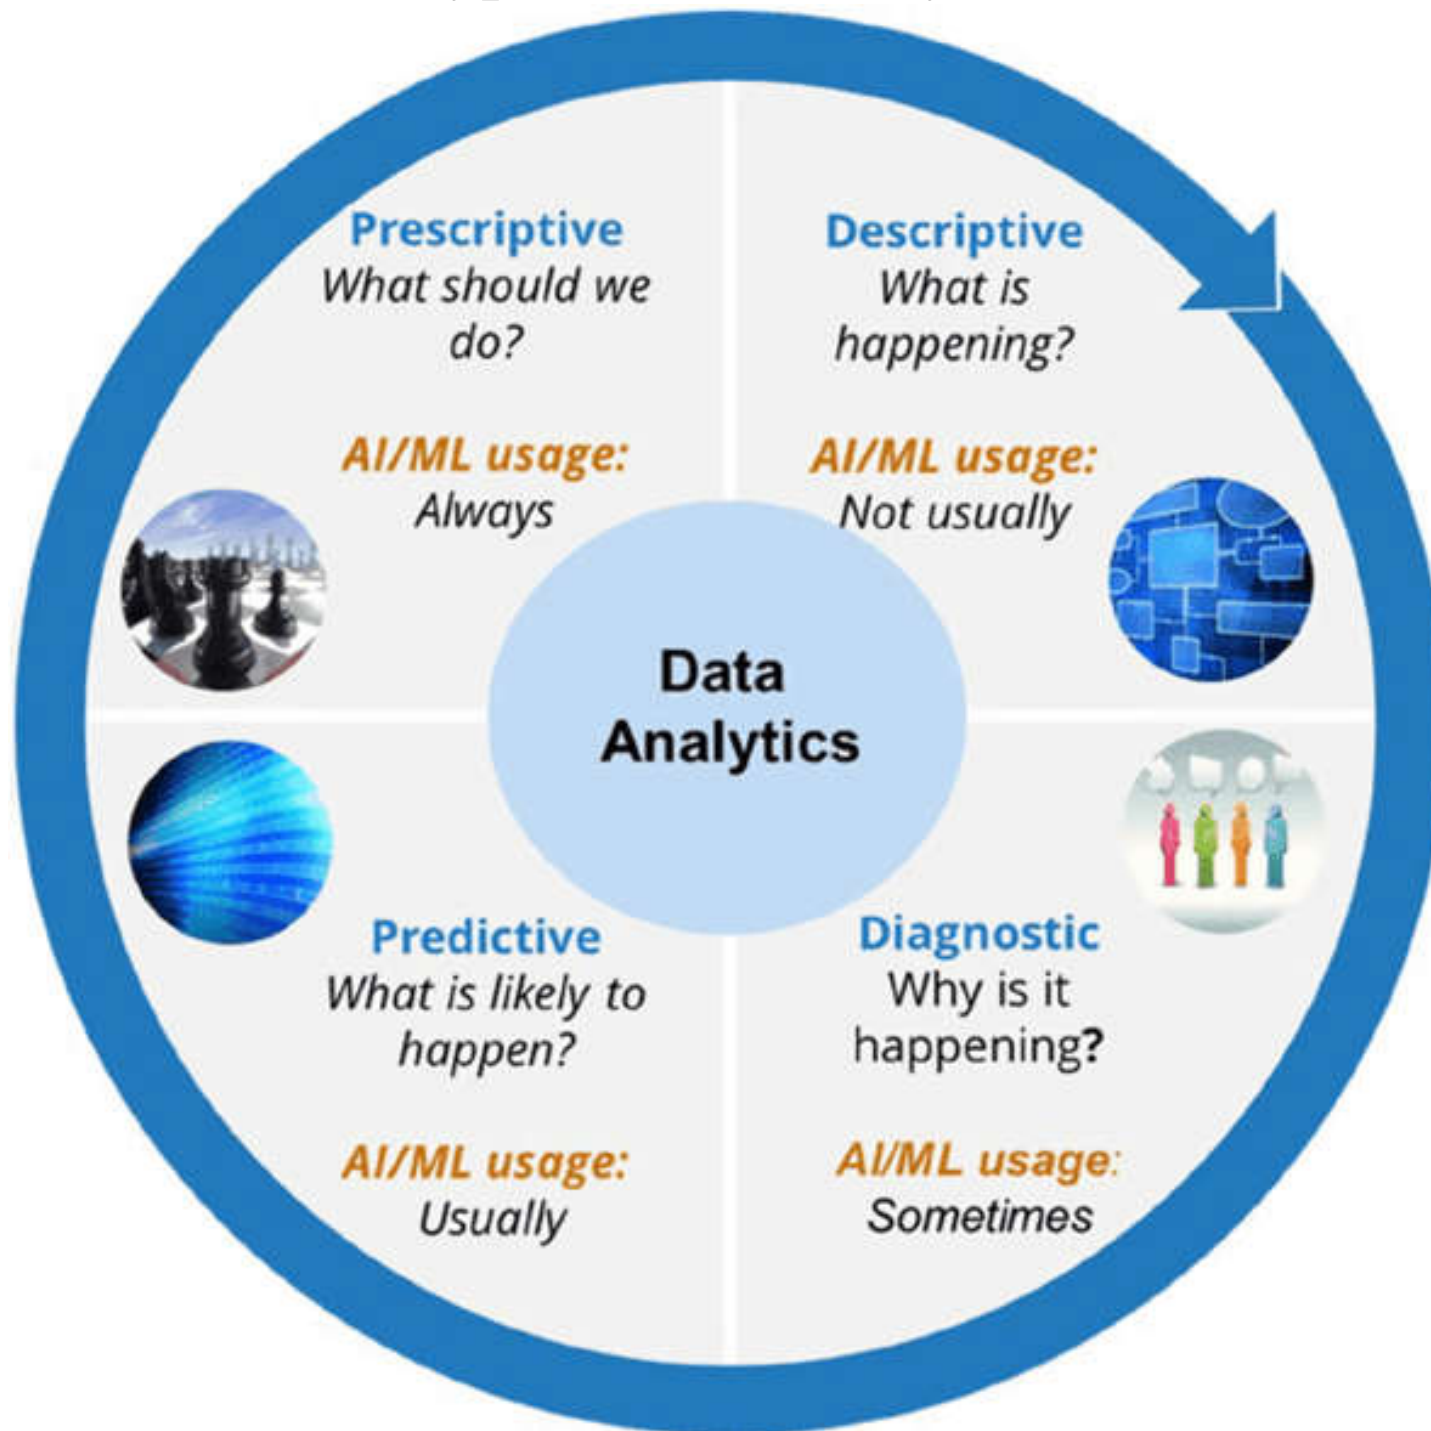 Prescriptive
What should we
do?
AI/ML usage:
Always
Descriptive
What is
happening?
AI/ML usage:
Not usually
Data
Analytics
Predictive
What is likely to
happen?
AI/ML usage:
Usually
Diagnostic
Why is it
happening?
AI/ML usage:
Sometimes